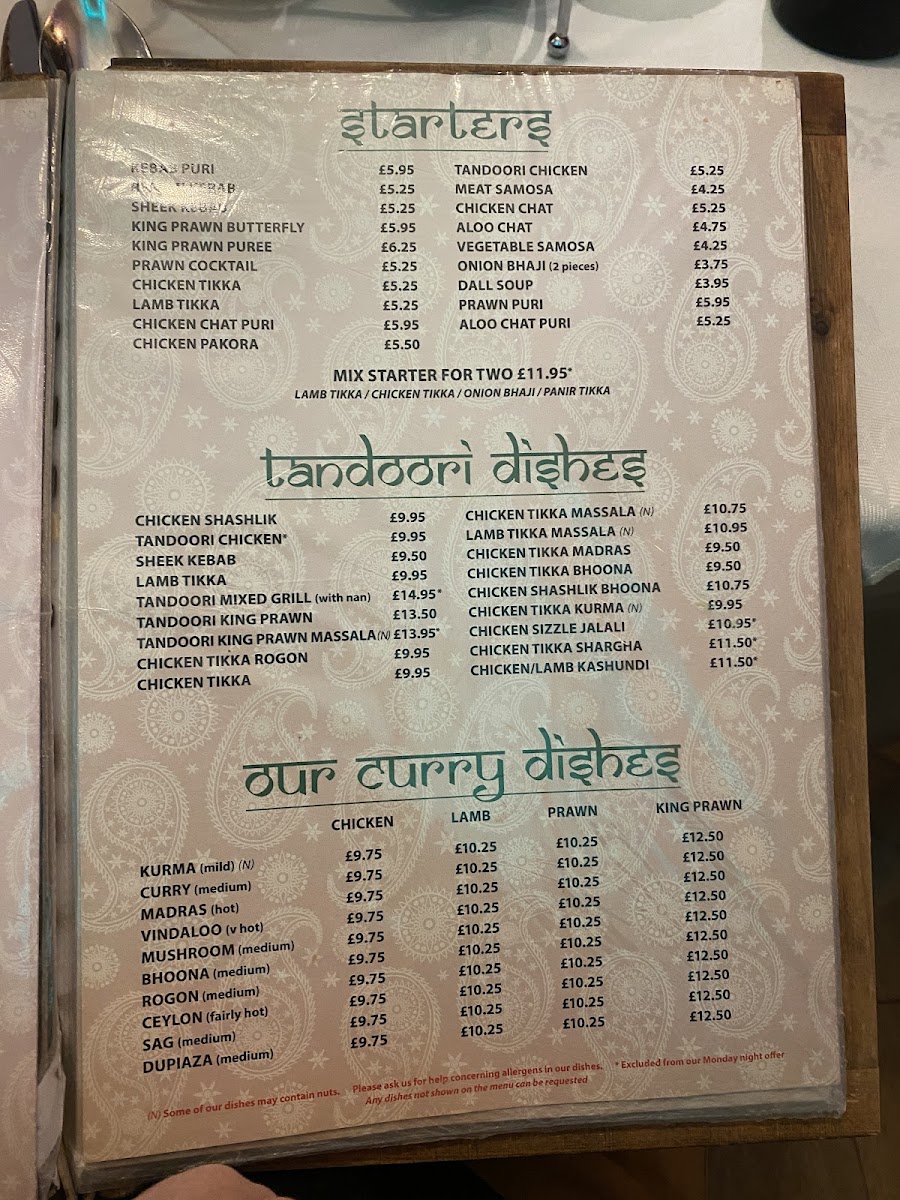 starters
KEBAB PURI £5.95 TANDOORI CHICKEN £5.25
KEBAB £5.25 MEAT SAMOSA £4.25
SHEEK KEBAB £5.25 CHICKEN CHAT £5.25
KING PRAWN BUTTERFLY £5.95 ALOO CHAT £4.75
KING PRAWN PUREE £6.25 VEGETABLE SAMOSA £4.25
PRAWN COCKTAIL £5.25 ONION BHAJI (2 pieces) £3.75
CHICKEN TIKKA £5.25 DALL SOUP £3.95
LAMB TIKKA £5.25 PRAWN PURI £5.95
CHICKEN CHAT PURI £5.95 ALOO CHAT PURI £5.25
CHICKEN PAKORA £5.50
MIX STARTER FOR TWO £11.95*
LAMB TIKKA / CHICKEN TIKKA / ONION BHAJI / PANIR TIKKA
tandoori dishes
CHICKEN SHASHLIK £9.95 CHICKEN TIKKA MASSALA (N) £10.75
TANDOORI CHICKEN* £9.95 LAMB TIKKA MASSALA (N) £10.95
SHEEK KEBAB £9.50 CHICKEN TIKKA MADRAS £9.50
LAMB TIKKA £9.95 CHICKEN TIKKA BHOONA £9.50
TANDOORI MIXED GRILL (with nan) £14.95* CHICKEN SHASHLIK BHOONA £10.75
TANDOORI KING PRAWN £13.50 CHICKEN TIKKA KURMA (N) £9.95
TANDOORI KING PRAWN MASSALA (N) £13.95* CHICKEN SIZZLE JALALI £10.95*
CHICKEN TIKKA ROGON £9.95 CHICKEN TIKKA SHARGHA £11.50*
CHICKEN TIKKA £9.95 CHICKEN/LAMB KASHUNDI £11.50*
our curry dishes
CHICKEN LAMB PRAWN KING PRAWN
KURMA (mild) (N) £9.75 £10.25 £10.25 £12.50
CURRY (medium) £9.75 £10.25 £10.25 £12.50
MADRAS (hot) £9.75 £10.25 £10.25 £12.50
VINDALOO (v hot) £9.75 £10.25 £10.25 £12.50
MUSHROOM (medium) £9.75 £10.25 £10.25 £12.50
BHOONA (medium) £9.75 £10.25 £10.25 £12.50
ROGON (medium) £9.75 £10.25 £10.25 £12.50
CEYLON (fairly hot) £9.75 £10.25 £10.25 £12.50
SAG (medium) £9.75 £10.25 £10.25 £12.50
DUPIAZA (medium) £9.75 £10.25 £10.25 £12.50
(N) Some of our dishes may contain nuts. Please ask us for help concerning allergens in our dishes. * Excluded from our Monday night offer
Any dishes not shown on the menu can be requested